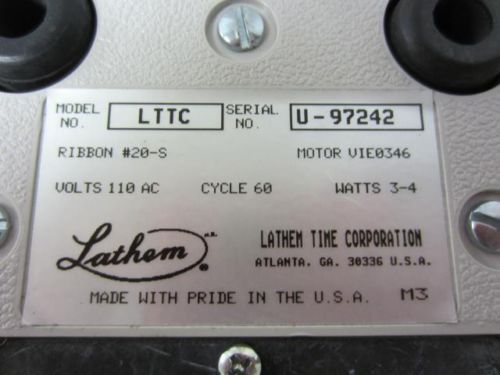 MODEL NO. LTTC SERIAL NO. U-97242
RIBBON #20-S MOTOR VIE0346
VOLTS 110 AC CYCLE 60 WATTS 3-4
Lathem ®
LATHEM TIME CORPORATION
ATLANTA. GA. 30336 U.S.A.
MADE WITH PRIDE IN THE U.S.A. M3